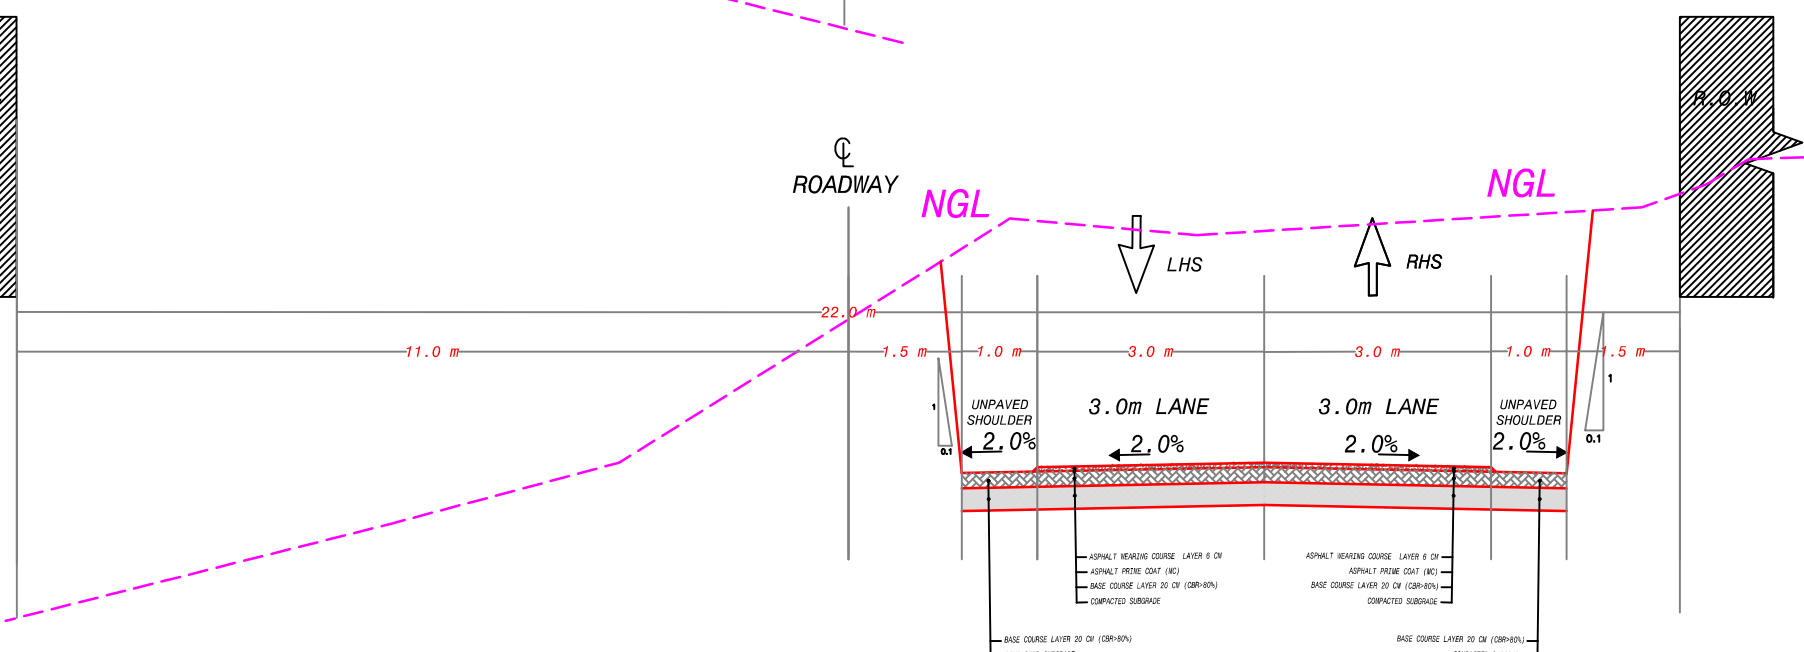 R.O.W
℄
ROADWAY
NGL
NGL
LHS
RHS
22.0 m
11.0 m
1.5 m
1.0 m
3.0 m
3.0 m
1.0 m
1.5 m
1
0.1
UNPAVED
SHOULDER
2.0%
3.0m LANE
2.0%
3.0m LANE
2.0%
UNPAVED
SHOULDER
2.0%
1
0.1
ASPHALT WEARING COURSE LAYER 6 CM
ASPHALT PRIME COAT (MC)
BASE COURSE LAYER 20 CM (CBR>80%)
COMPACTED SUBGRADE
ASPHALT WEARING COURSE LAYER 6 CM
ASPHALT PRIME COAT (MC)
BASE COURSE LAYER 20 CM (CBR>80%)
COMPACTED SUBGRADE
BASE COURSE LAYER 20 CM (CBR>80%)
BASE COURSE LAYER 20 CM (CBR>80%)